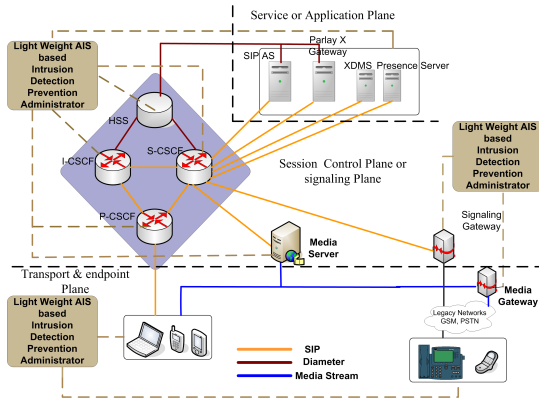 Service or Application Plane
Light Weight AIS
based
Intrusion
Detection
Prevention
Administrator
Parlay X
Gateway
SIP AS
XDMS
Presence Server
HSS
I-CSCF
S-CSCF
P-CSCF
Session Control Plane or
signaling Plane
Light Weight AIS
based
Intrusion
Detection
Prevention
Administrator
Signaling
Gateway
Media
Server
Transport & endpoint
Plane
Media
Gateway
Light Weight AIS
based
Intrusion
Detection
Prevention
Administrator
Legacy Networks
GSM, PSTN
SIP
Diameter
Media Stream